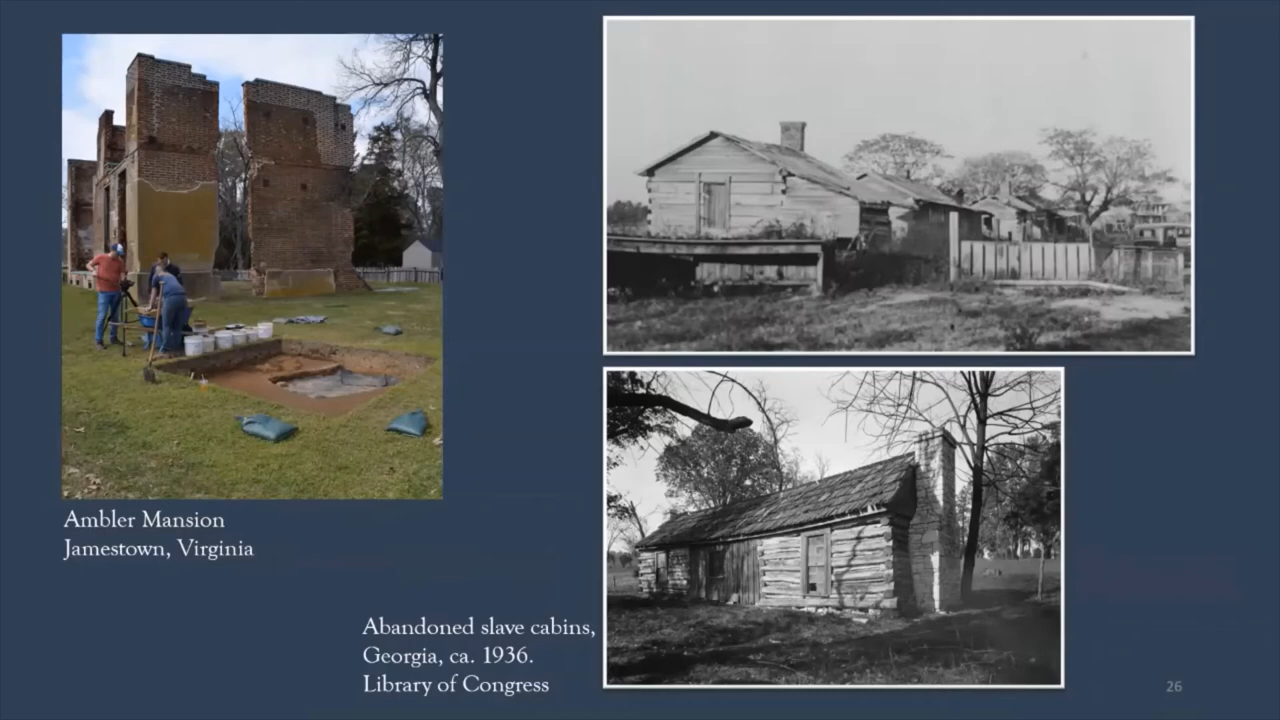 Ambler Mansion
Jamestown, Virginia
Abandoned slave cabins,
Georgia, ca. 1936.
Library of Congress
26